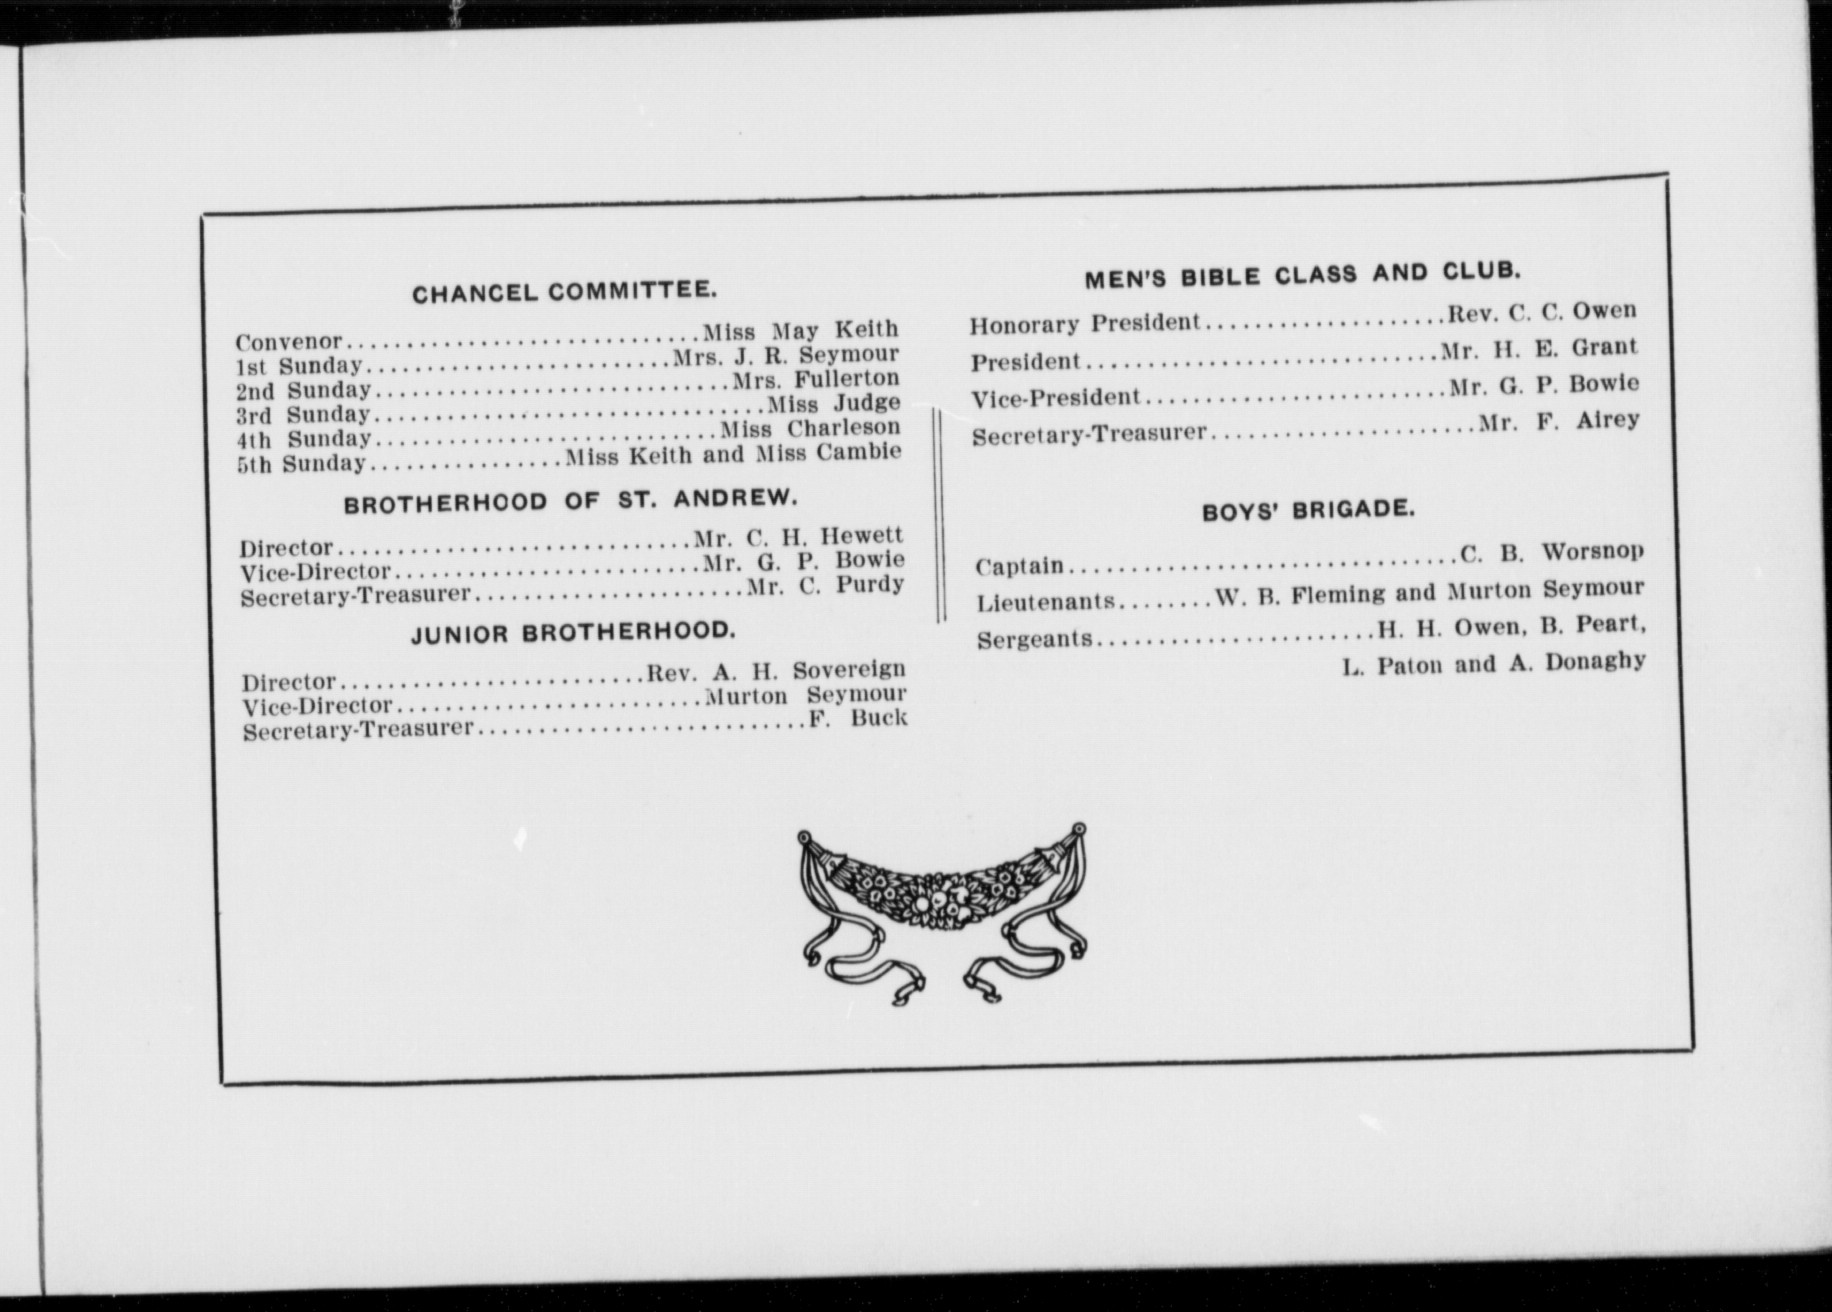 CHANCEL COMMITTEE.
Convenor.............................Miss May Keith
1st Sunday.........................Mrs. J. R. Seymour
2nd Sunday.............................Mrs. Fullerton
3rd Sunday................................Miss Judge
4th Sunday............................Miss Charleson
5th Sunday................Miss Keith and Miss Cambie
BROTHERHOOD OF ST. ANDREW.
Director.............................Mr. C. H. Hewett
Vice-Director.........................Mr. G. P. Bowie
Secretary-Treasurer......................Mr. C. Purdy
JUNIOR BROTHERHOOD.
Director.........................Rev. A. H. Sovereign
Vice-Director.........................Murton Seymour
Secretary-Treasurer...........................F. Buck
MEN'S BIBLE CLASS AND CLUB.
Honorary President....................Rev. C. C. Owen
President.............................Mr. H. E. Grant
Vice-President.........................Mr. G. P. Bowie
Secretary-Treasurer......................Mr. F. Airey
BOYS' BRIGADE.
Captain................................C. B. Worsnop
Lieutenants........W. B. Fleming and Murton Seymour
Sergeants.......................H. H. Owen, B. Peart,
L. Paton and A. Donaghy